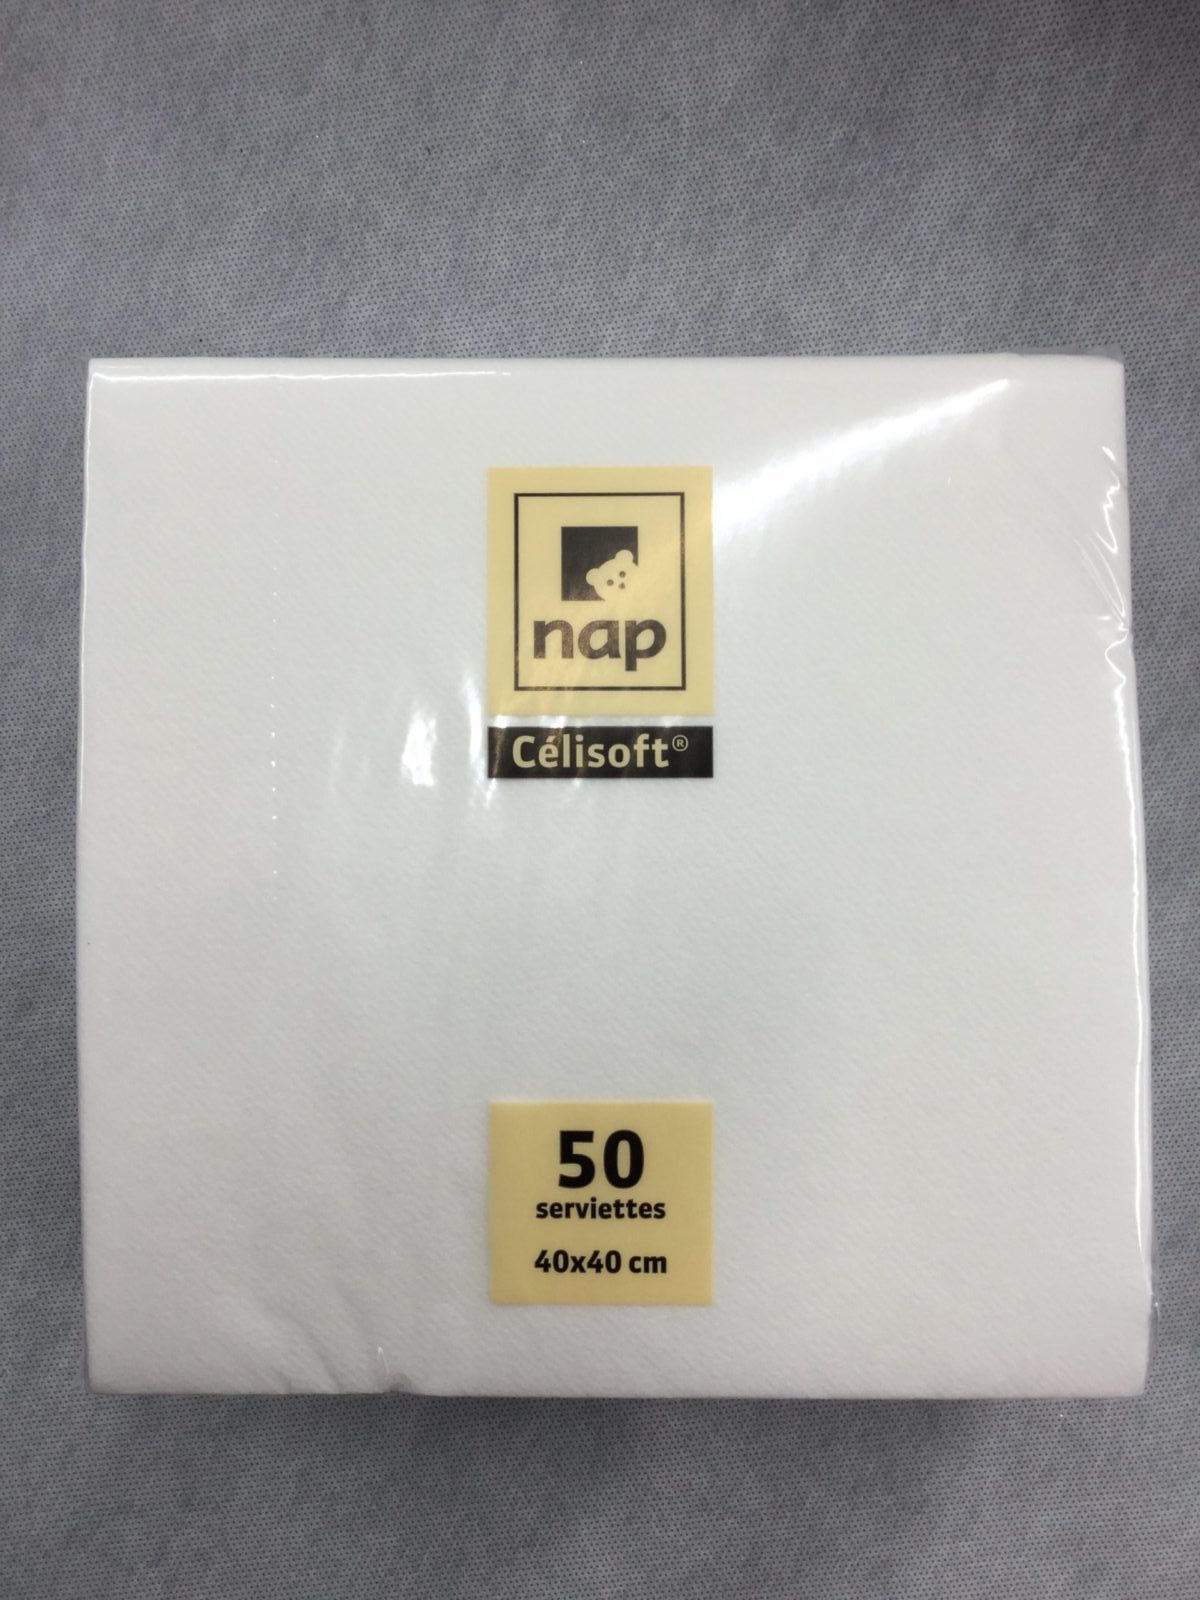 nap
Célisoft®
50
serviettes
40x40 cm